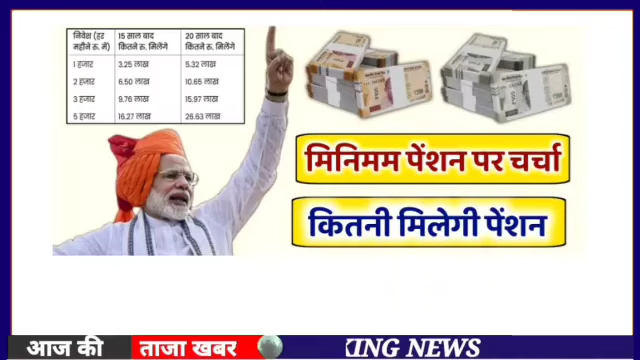 निवेश (हर महीने रु. में) 15 साल बाद कितने रु. मिलेंगे 20 साल बाद कितने रु. मिलेंगे
1 हजार 3.25 लाख 5.32 लाख
2 हजार 6.50 लाख 10.65 लाख
3 हजार 9.76 लाख 15.97 लाख
5 हजार 16.27 लाख 26.63 लाख
मिनिमम पेंशन पर चर्चा
कितनी मिलेगी पेंशन
आज की ताजा खबर KING NEWS